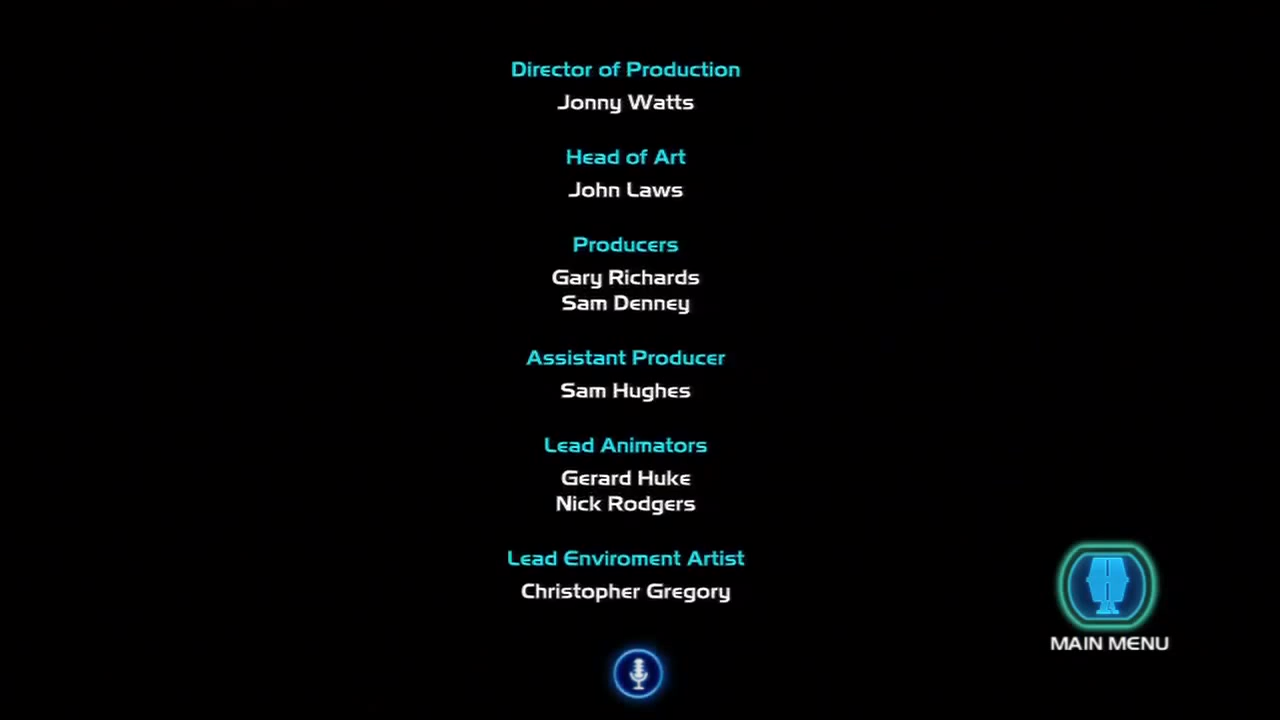 Director of Production
Jonny Watts
Head of Art
John Laws
Producers
Gary Richards
Sam Denney
Assistant Producer
Sam Hughes
Lead Animators
Gerard Huke
Nick Rodgers
Lead Enviroment Artist
Christopher Gregory
MAIN MENU